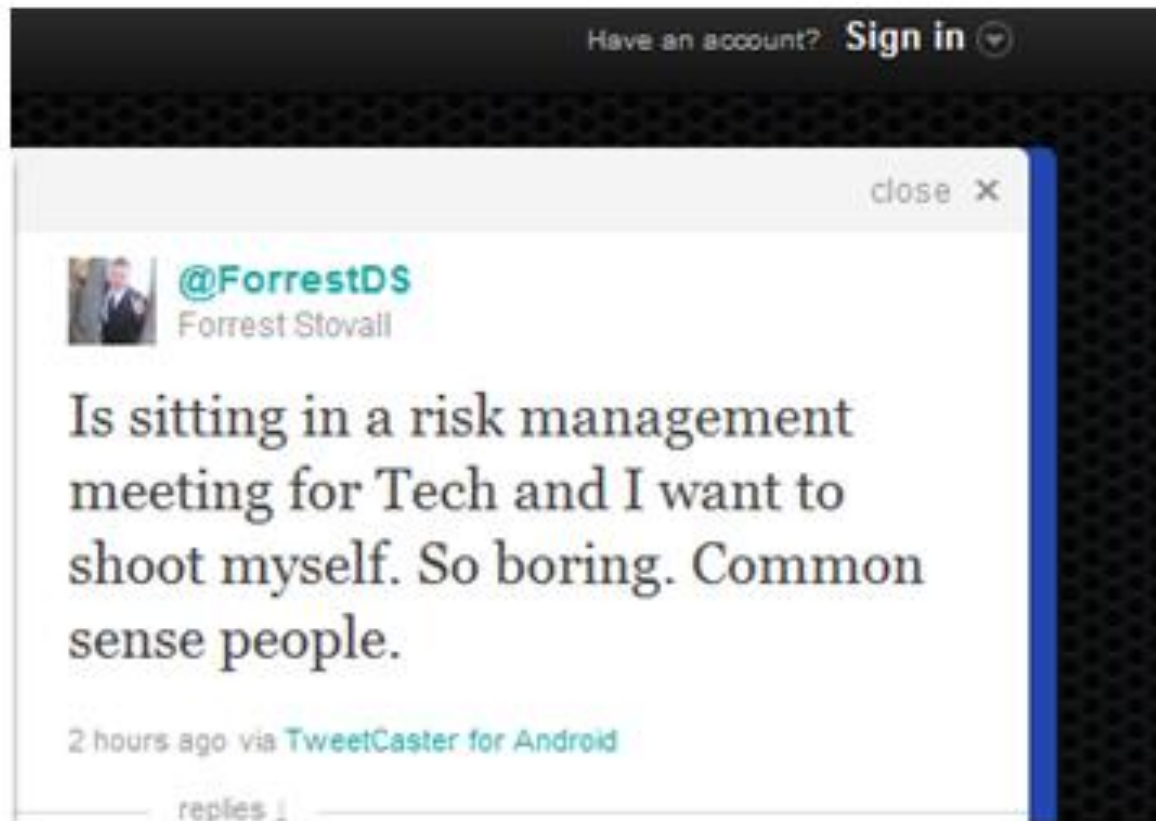 Have an account? Sign in
close ×
@ForrestDS
Forrest Stovall
Is sitting in a risk management
meeting for Tech and I want to
shoot myself. So boring. Common
sense people.
2 hours ago via TweetCaster for Android
replies ↓